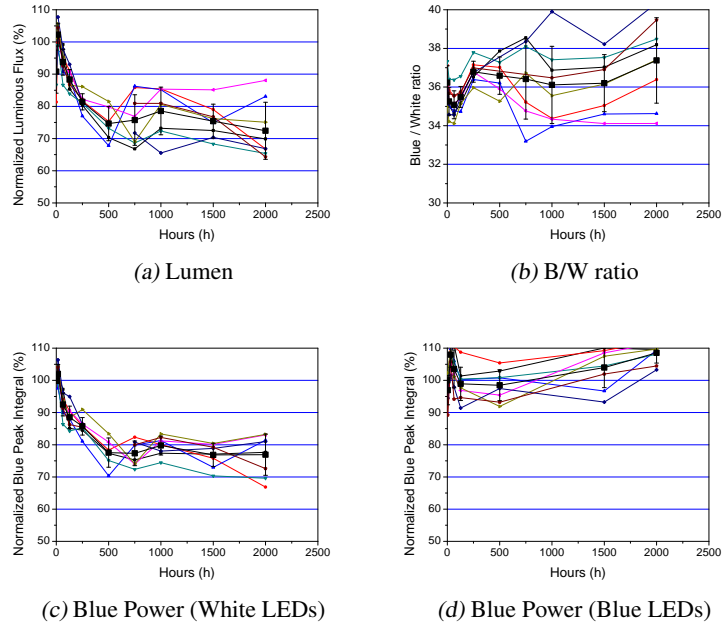 110
100
90
80
70
60
50
0 500 1000 1500 2000 2500
Normalized Luminous Flux (%)
Hours (h)
(a) Lumen
40
38
36
34
32
30
0 500 1000 1500 2000 2500
Blue / White ratio
Hours (h)
(b) B/W ratio
110
100
90
80
70
60
50
0 500 1000 1500 2000 2500
Normalized Blue Peak Integral (%)
Hours (h)
(c) Blue Power (White LEDs)
110
100
90
80
70
60
50
0 500 1000 1500 2000 2500
Normalized Blue Peak Integral (%)
Hours (h)
(d) Blue Power (Blue LEDs)